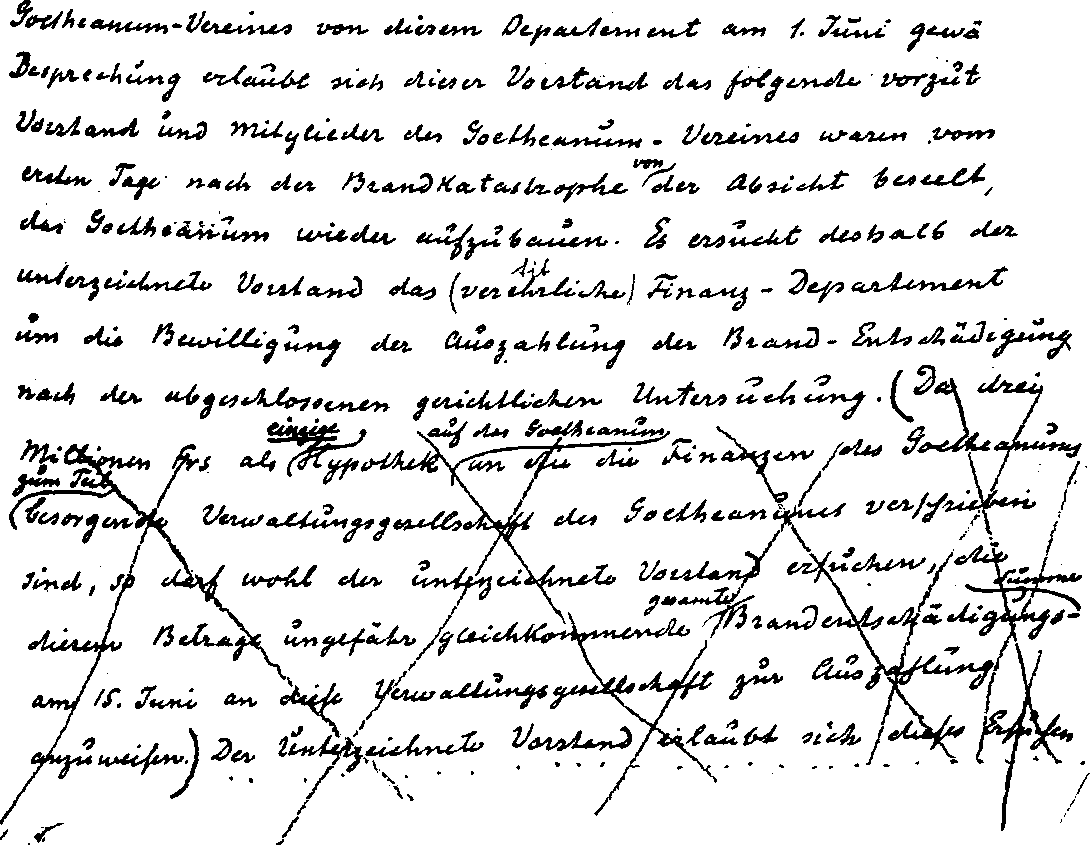 Goetheanum-Vereines von diesem Departement am 1. Juni gewä
Besprechung erlaubt sich dieser Vorstand das folgende vorzut
Vorstand und Mitglieder des Goetheanum-Vereines waren vom
von
ersten Tage nach der Brandkatastrophe der Absicht beseelt,
das Goetheanum wieder aufzubauen. Es ersucht deshalb der
tit
unterzeichnete Vorstand das (verehrliche) Finanz-Departement
um die Bewilligung der Auszahlung der Brand-Entschädigung
nach der abgeschlossenen gerichtlichen Untersuchung. (Da drei
einzige auf das Goetheanum
Millionen Frs als Hypothek an die die Finanzen des Goetheanums
zum Teil
besorgende Verwaltungsgesellschaft des Goetheanums verschrieben
sind, so darf wohl der unterzeichnete Vorstand ersuchen, die
gesamte Summe
diesem Betrage ungefähr gleichkommende Brandentschädigungs-
am 15. Juni an diese Verwaltungsgesellschaft zur Auszahlung
anzuweisen.) Der Unterzeichnete Vorstand erlaubt sich dieses Ersuchen